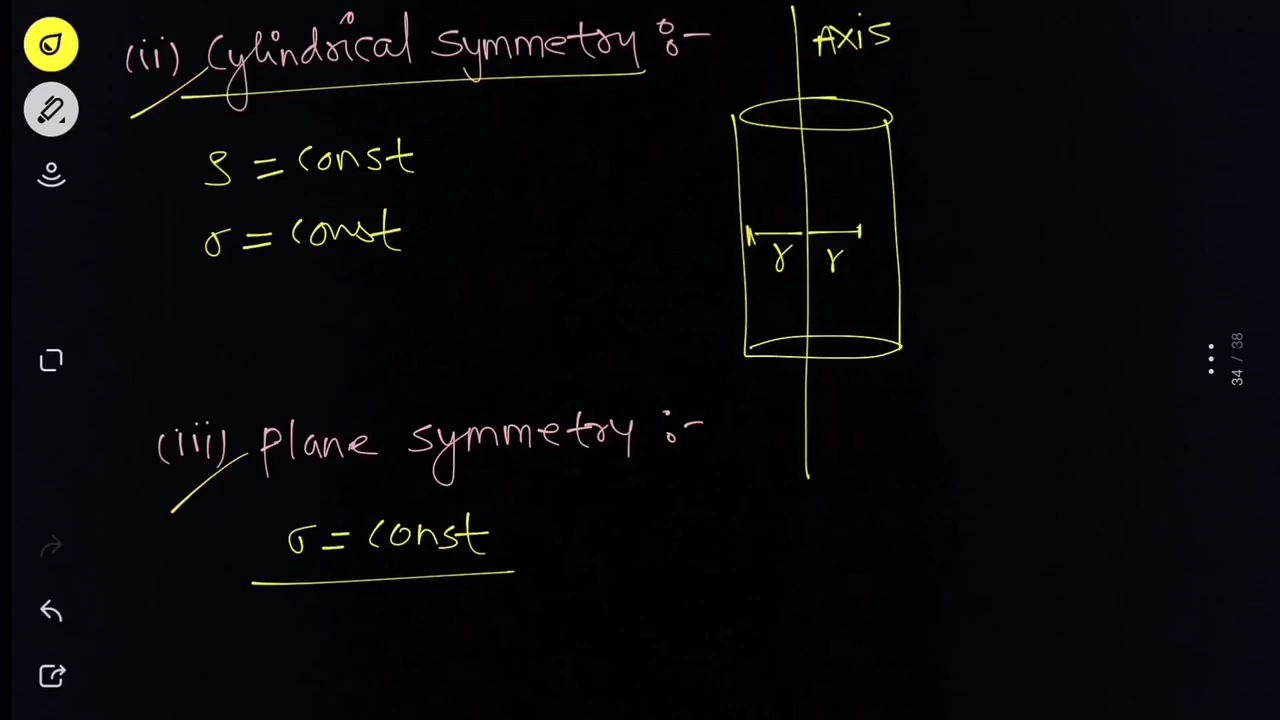 (ii) Cylindrical symmetry :-
AXIS
ρ = const
σ = const
r r
(iii) plane symmetry :-
σ = const
34 / 38